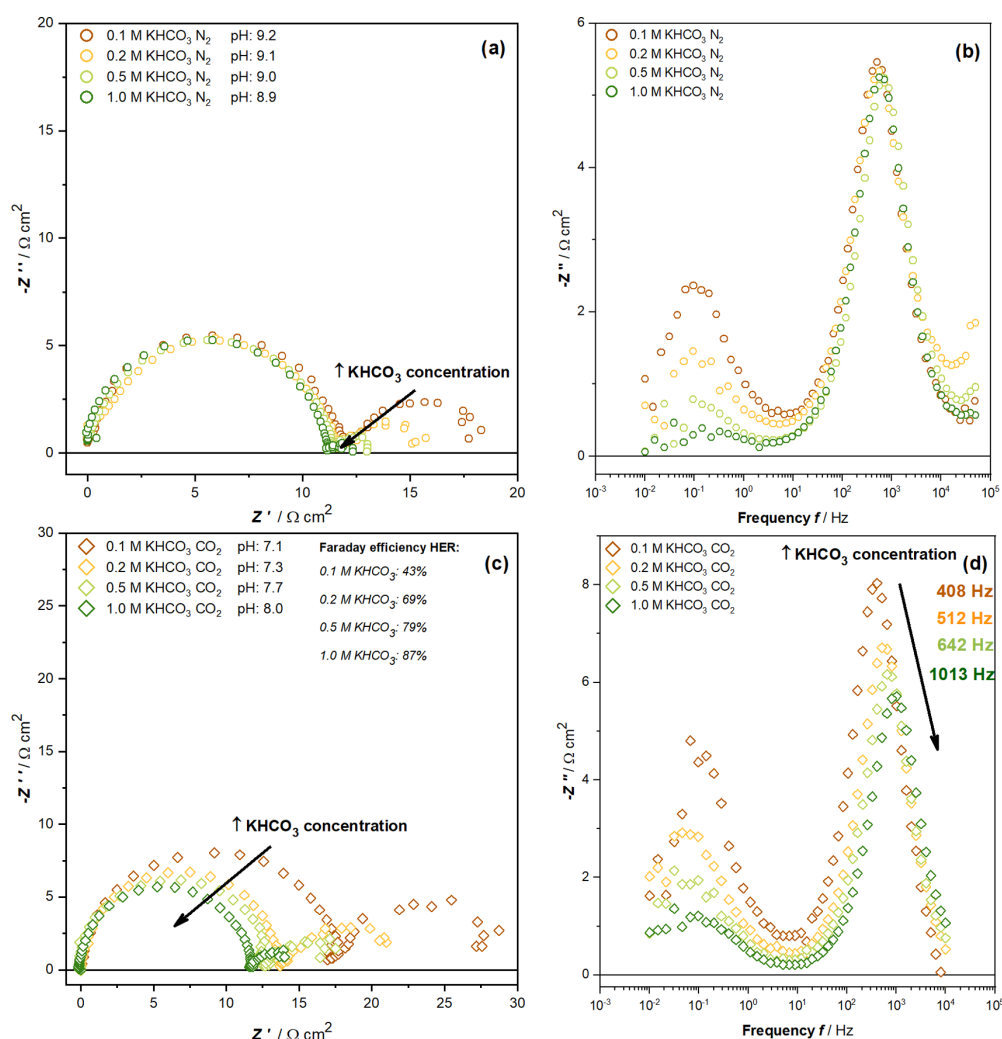 (a)
0.1 M KHCO₃ N₂ pH: 9.2
0.2 M KHCO₃ N₂ pH: 9.1
0.5 M KHCO₃ N₂ pH: 9.0
1.0 M KHCO₃ N₂ pH: 8.9
↑ KHCO₃ concentration
20
15
10
5
0
-Z'' / Ω cm²
0 5 10 15 20
Z' / Ω cm²
(b)
0.1 M KHCO₃ N₂
0.2 M KHCO₃ N₂
0.5 M KHCO₃ N₂
1.0 M KHCO₃ N₂
6
4
2
0
-Z" / Ω cm²
10⁻³ 10⁻² 10⁻¹ 10⁰ 10¹ 10² 10³ 10⁴ 10⁵
Frequency f / Hz
(c)
0.1 M KHCO₃ CO₂ pH: 7.1
0.2 M KHCO₃ CO₂ pH: 7.3
0.5 M KHCO₃ CO₂ pH: 7.7
1.0 M KHCO₃ CO₂ pH: 8.0
Faraday efficiency HER:
0.1 M KHCO₃: 43%
0.2 M KHCO₃: 69%
0.5 M KHCO₃: 79%
1.0 M KHCO₃: 87%
↑ KHCO₃ concentration
30
25
20
15
10
5
0
-Z'' / Ω cm²
0 5 10 15 20 25 30
Z' / Ω cm²
(d)
0.1 M KHCO₃ CO₂
0.2 M KHCO₃ CO₂
0.5 M KHCO₃ CO₂
1.0 M KHCO₃ CO₂
↑ KHCO₃ concentration
408 Hz
512 Hz
642 Hz
1013 Hz
8
6
4
2
0
-Z" / Ω cm²
10⁻³ 10⁻² 10⁻¹ 10⁰ 10¹ 10² 10³ 10⁴ 10⁵
Frequency f / Hz